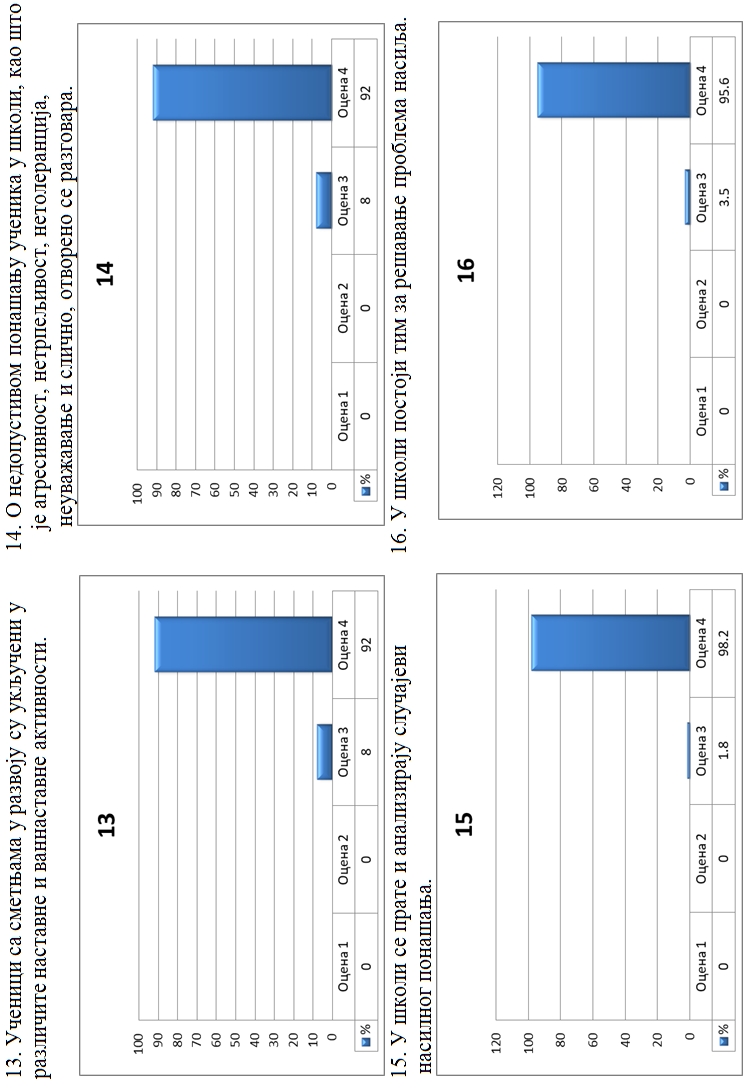 13. Ученици са сметњама у развоју су укључени у
различите наставне и ваннаставне активности.
13
100
90
80
70
60
50
40
30
20
10
0
Оцена 1 Оцена 2 Оцена 3 Оцена 4
% 0 0 8 92
14. О недопустивом понашању ученика у школи, као што
је агресивност, нетрпељивост, нетолеранција,
неуважавање и слично, отворено се разговара.
14
100
90
80
70
60
50
40
30
20
10
0
Оцена 1 Оцена 2 Оцена 3 Оцена 4
% 0 0 8 92
15. У школи се прате и анализирају случајеви
насилног понашања.
15
120
100
80
60
40
20
0
Оцена 1 Оцена 2 Оцена 3 Оцена 4
% 0 0 1.8 98.2
16. У школи постоји тим за решавање проблема насиља.
16
120
100
80
60
40
20
0
Оцена 1 Оцена 2 Оцена 3 Оцена 4
% 0 0 3.5 95.6